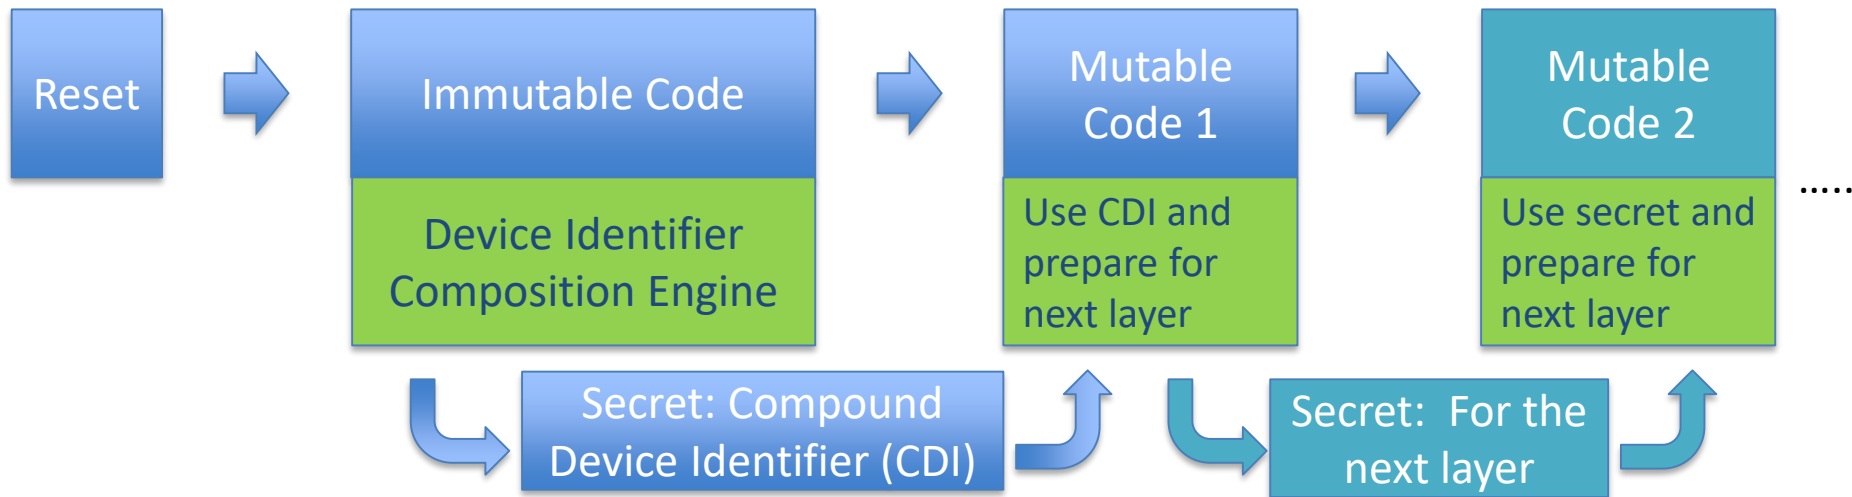 Reset
Immutable Code
Device Identifier
Composition Engine
Mutable
Code 1
Use CDI and
prepare for
next layer
Mutable
Code 2
Use secret and
prepare for
next layer
.....
Secret: Compound
Device Identifier (CDI)
Secret:  For the
next layer